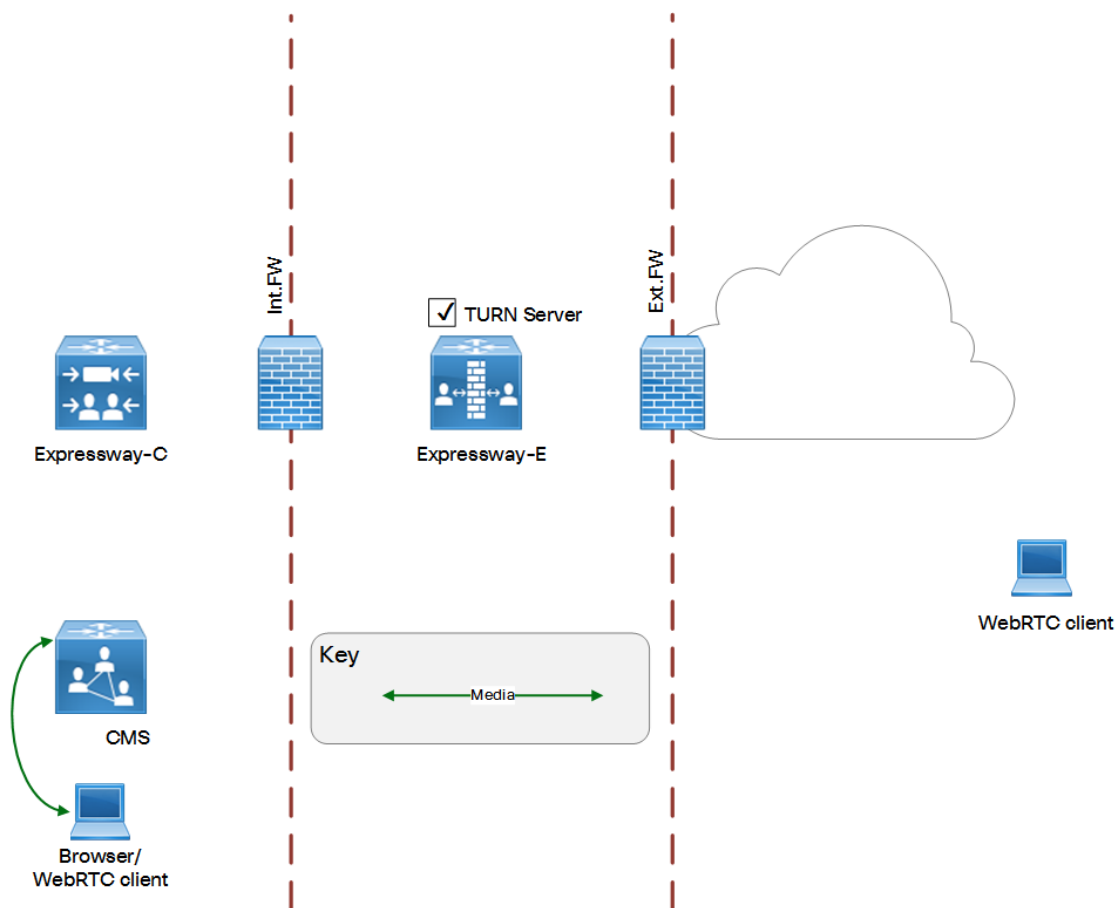 Int.FW
Ext.FW
TURN Server
Expressway-C
Expressway-E
WebRTC client
Key
Media
CMS
Browser/
WebRTC client